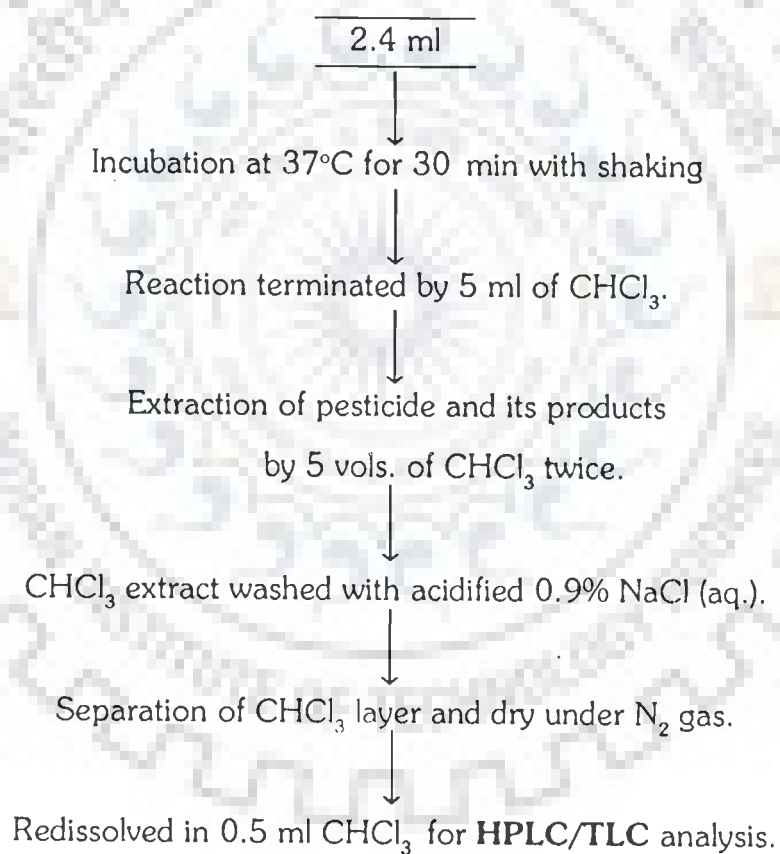 2.4 ml
Incubation at 37°C for 30 min with shaking
Reaction terminated by 5 ml of CHCl₃.
Extraction of pesticide and its products
by 5 vols. of CHCl₃ twice.
CHCl₃ extract washed with acidified 0.9% NaCl (aq.).
Separation of CHCl₃ layer and dry under N₂ gas.
Redissolved in 0.5 ml CHCl₃ for HPLC/TLC analysis.